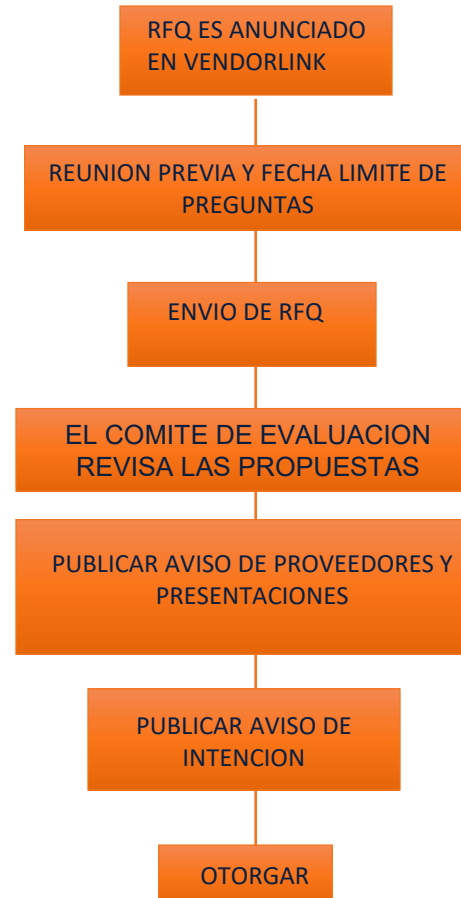 RFQ ES ANUNCIADO
EN VENDORLINK
REUNION PREVIA Y FECHA LIMITE DE
PREGUNTAS
ENVIO DE RFQ
EL COMITE DE EVALUACION
REVISA LAS PROPUESTAS
PUBLICAR AVISO DE PROVEEDORES Y
PRESENTACIONES
PUBLICAR AVISO DE
INTENCION
OTORGAR